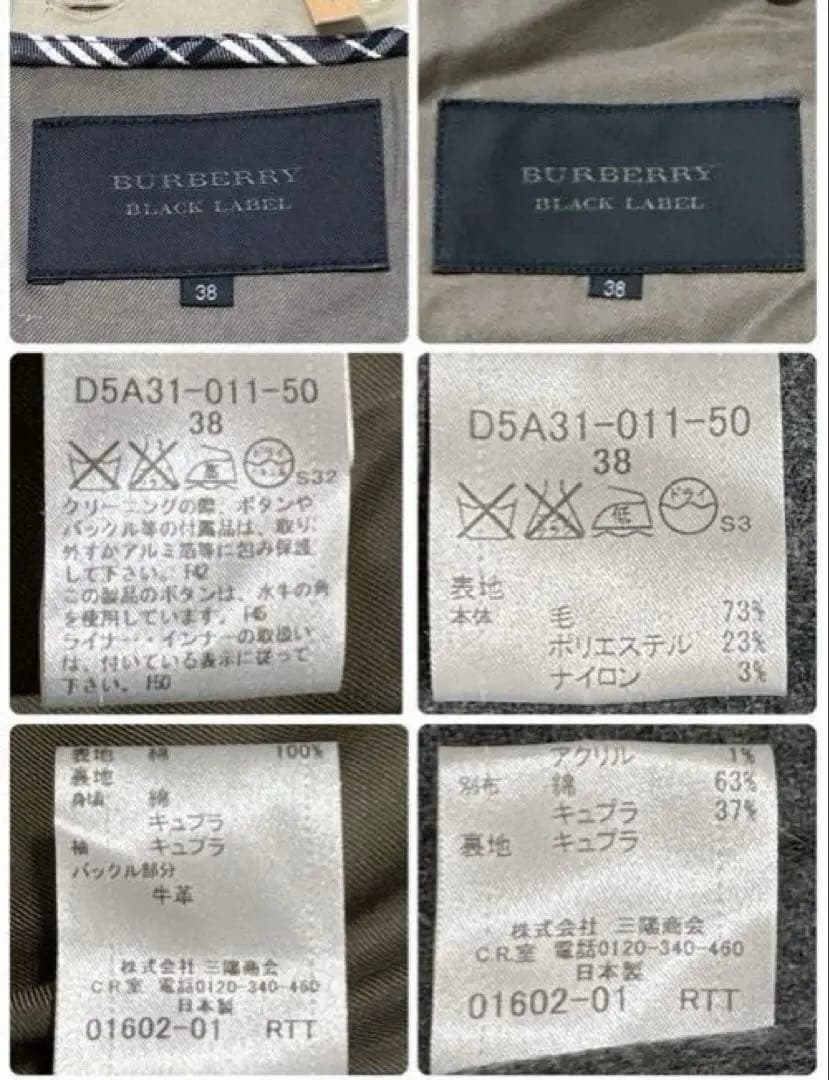 BURBERRY
BLACK LABEL
38
BURBERRY
BLACK LABEL
38
D5A31-011-50
38
ドライ
S32
クリーニングの際、ボタンや
バックル等の付属品は、取り
外すかアルミ箔等に包み保護
して下さい。F42
この製品のボタンは、水牛の角
を使用しています。F45
ライナー・インナーの取扱い
は、付いている表示に従って
下さい。F50
D5A31-011-50
38
低
ドライ
S3
表地
本体 毛 73%
ポリエステル 23%
ナイロン 3%
表地 綿 100%
裏地
身頃 綿
キュプラ
袖 キュプラ
バックル部分
牛革
株式会社 三陽商会
CR室 電話0120-340-460
日本製
01602-01 RTT
アクリル 1%
別布 綿 63%
キュプラ 37%
裏地 キュプラ
株式会社 三陽商会
CR室 電話0120-340-460
日本製
01602-01 RTT